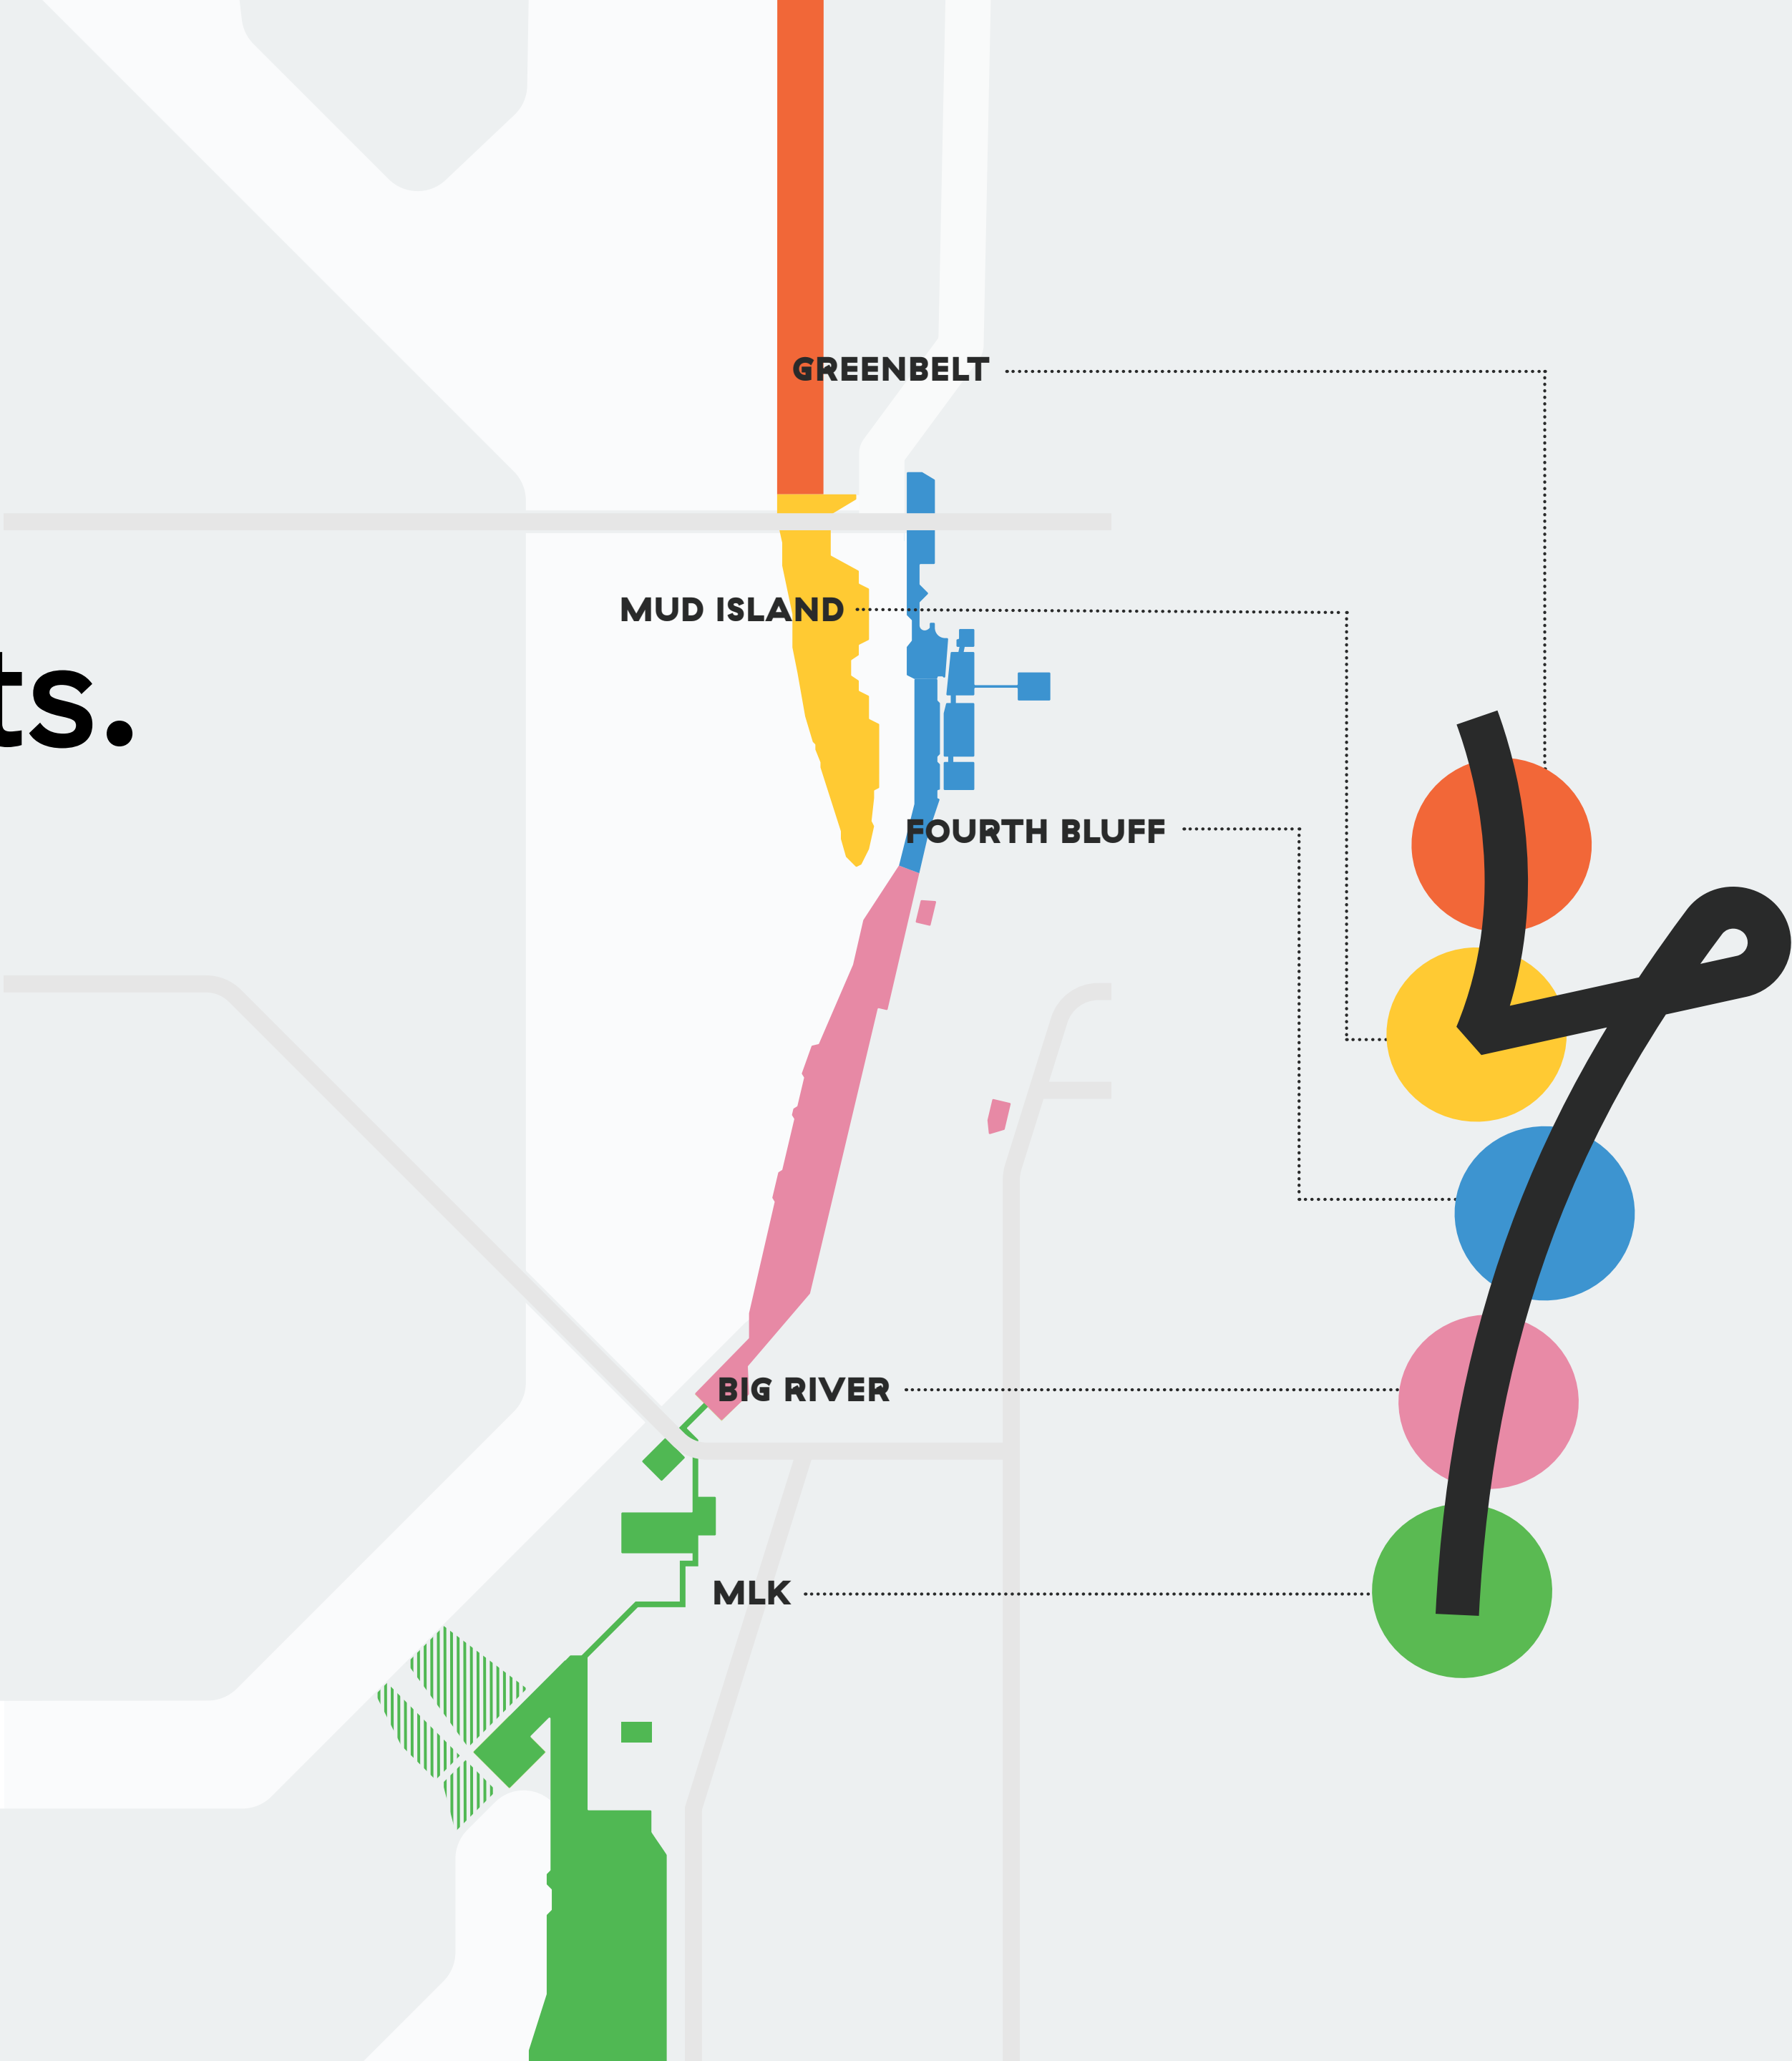 GREENBELT
MUD ISLAND
ts.
FOURTH BLUFF
BIG RIVER
MLK